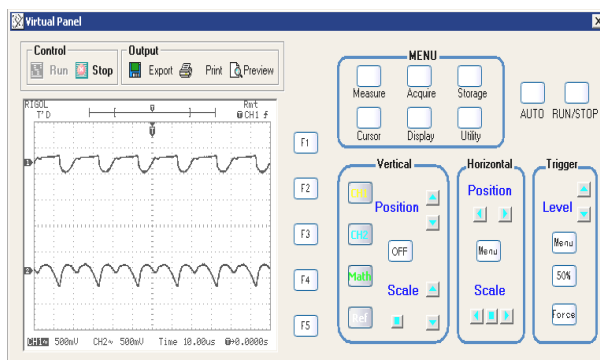 Virtual Panel
Control
Output
Run Stop
Export Print Preview
RIGOL
T'D
Rmt
CH1 f
CH1~ 500mV CH2~ 500mV Time 10.00us 0→0.0000s
F1
F2
F3
F4
F5
MENU
Measure Acquire Storage
Cursor Display Utility
AUTO RUN/STOP
Vertical
CH1
Position
CH2
OFF
Math
Scale
Ref
Horizontal
Position
Menu
Scale
Trigger
Level
Menu
50%
Force